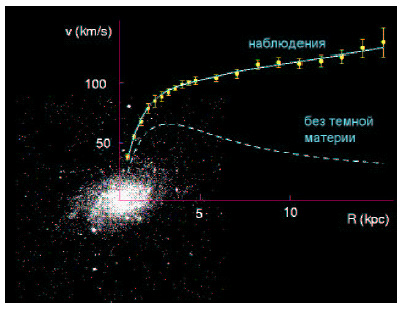 v (km/s)
наблюдения
100
без темной
материи
50
5
10
R (kpc)